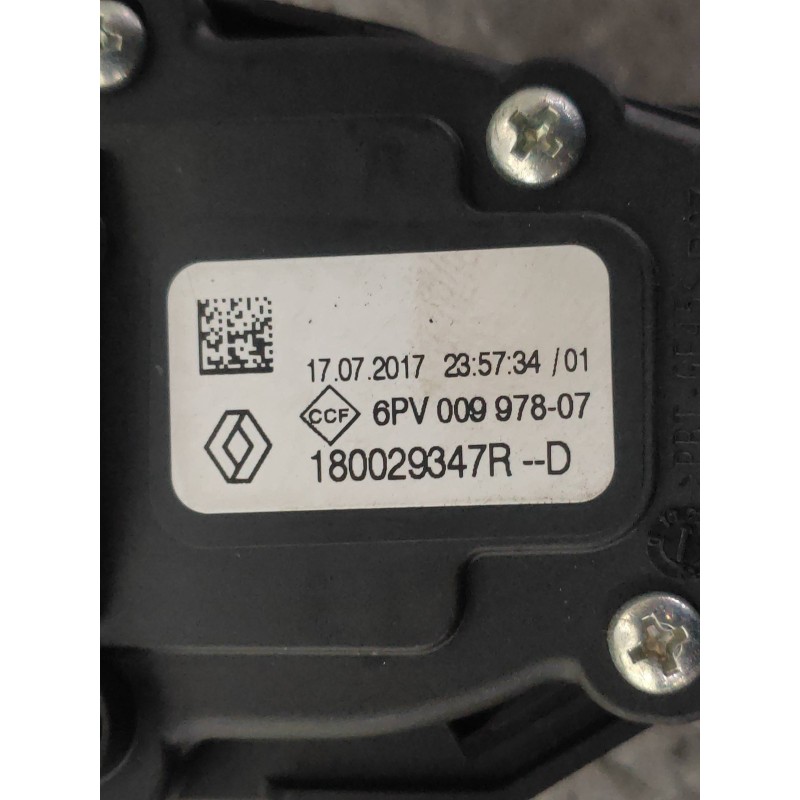 17.07.2017 23:57:34 /01
CCF 6PV 009 978-07
180029347R --D